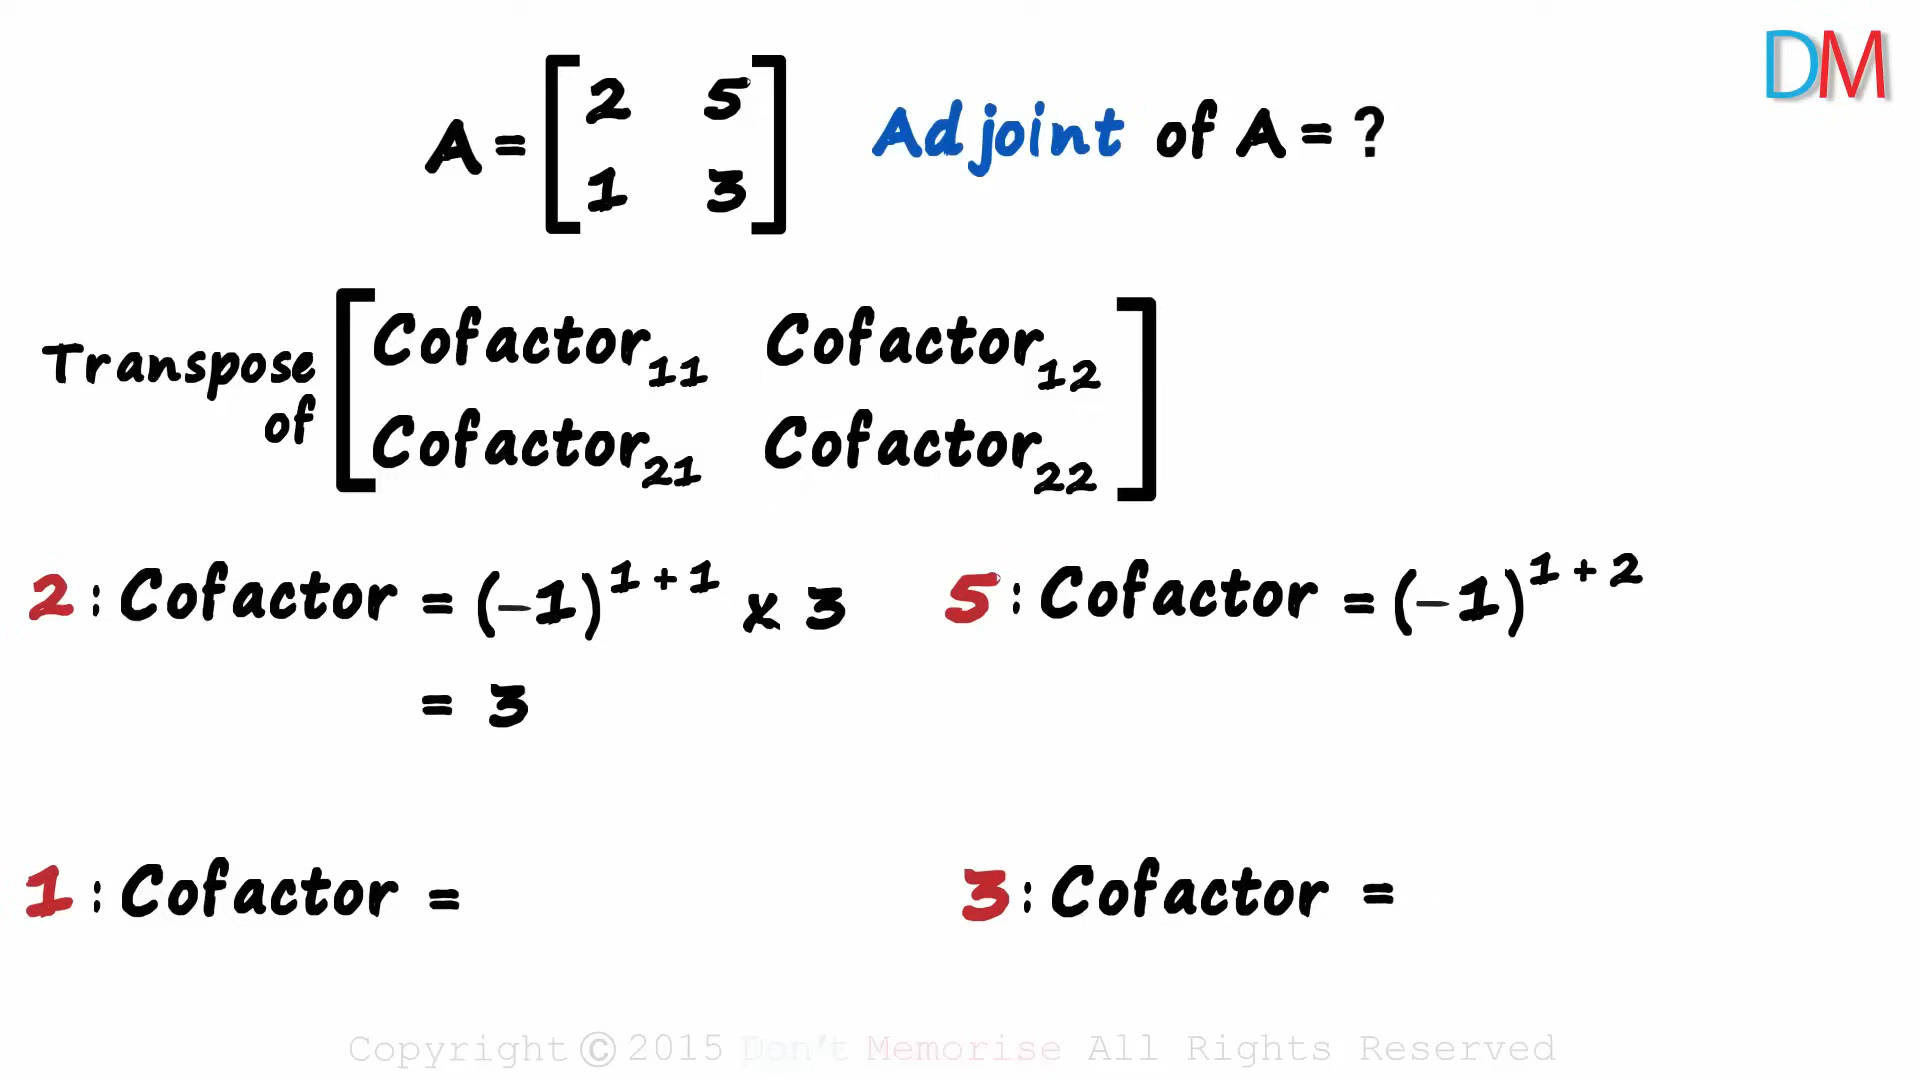 DM
A = [2 5
1 3] Adjoint of A = ?
Transpose of [Cofactor₁₁ Cofactor₁₂
Cofactor₂₁ Cofactor₂₂]
2 : Cofactor = (−1)¹⁺¹ x 3
= 3
5 : Cofactor = (−1)¹⁺²
1 : Cofactor =
3 : Cofactor =
Copyright © 2015 Don't Memorise All Rights Reserved